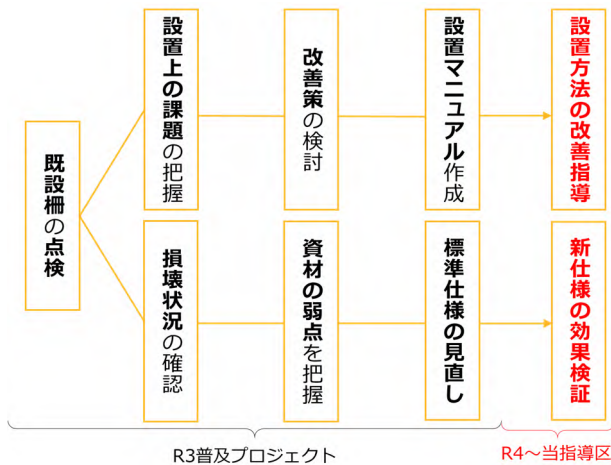 既設柵の点検
設置上の課題の把握
改善策の検討
設置マニュアル作成
設置方法の改善指導
損壊状況の確認
資材の弱点を把握
標準仕様の見直し
新仕様の効果検証
R3普及プロジェクト
R4～当指導区